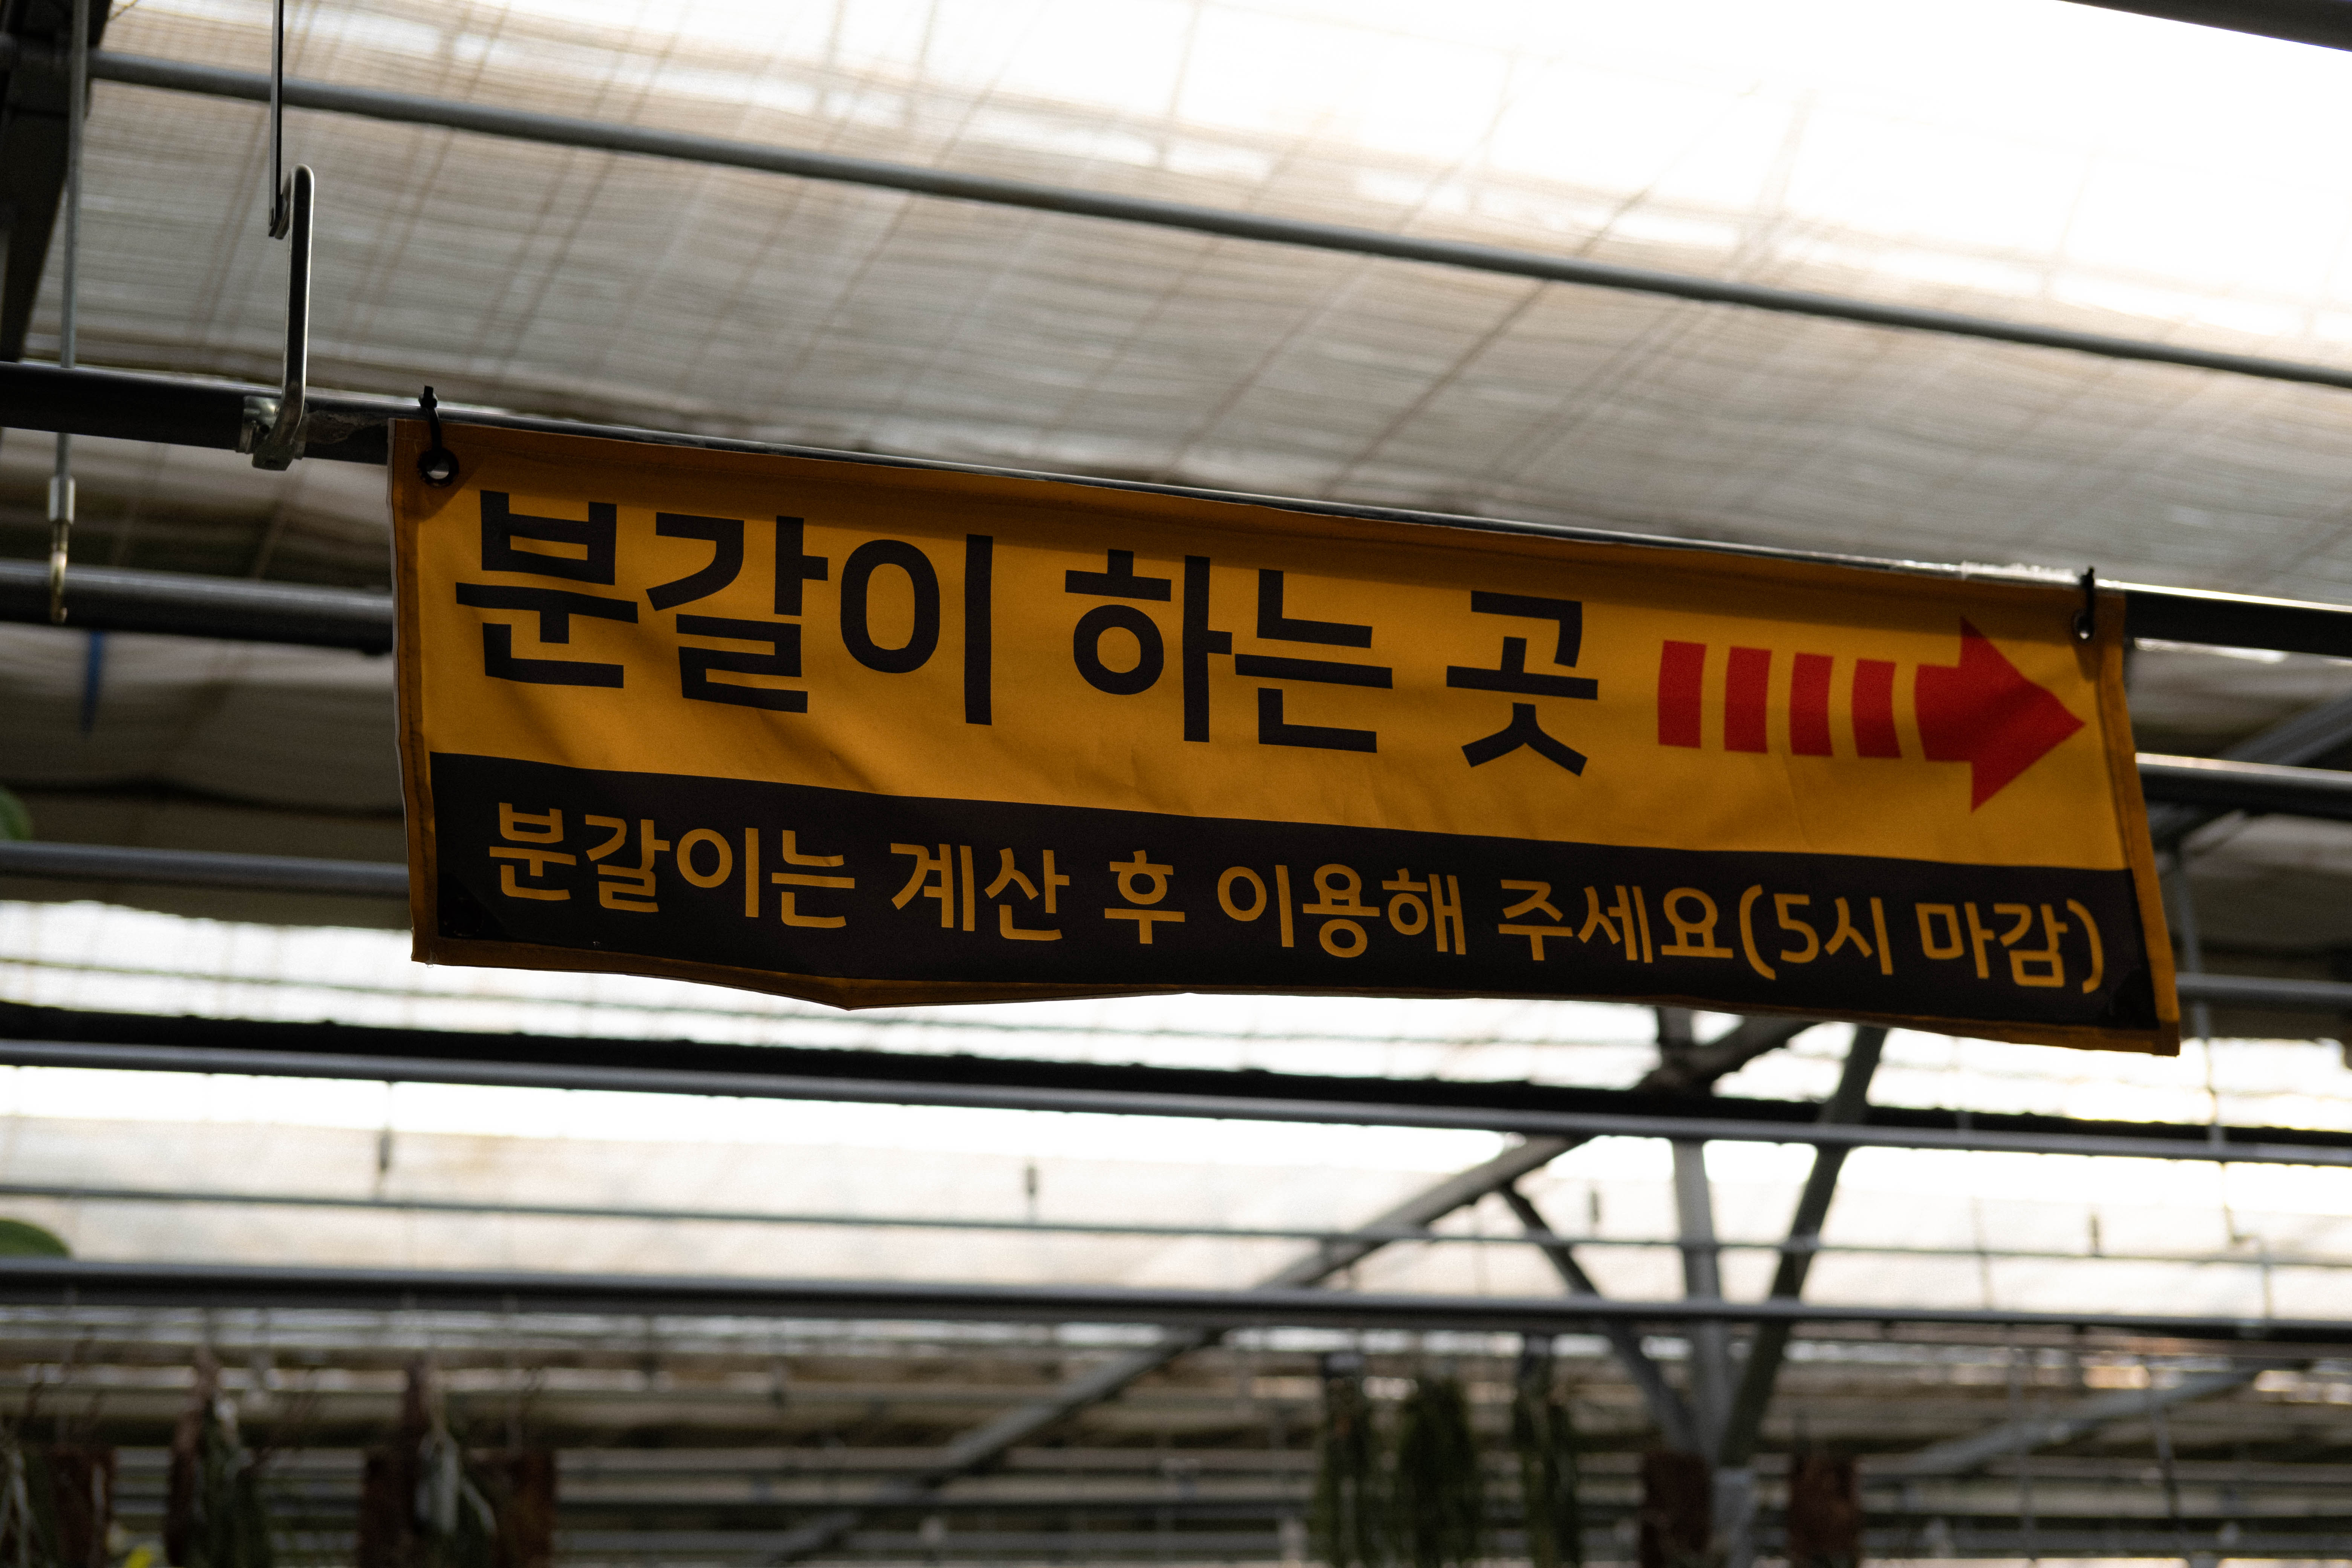 분갈이 하는 곳
분갈이는 계산 후 이용해 주세요(5시 마감)